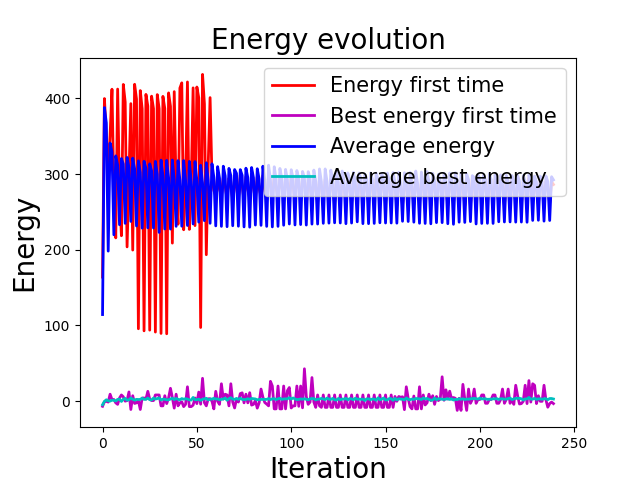 Energy evolution
Energy first time
Best energy first time
Average energy
Average best energy
400
300
200
100
0
Energy
0
50
100
150
200
250
Iteration